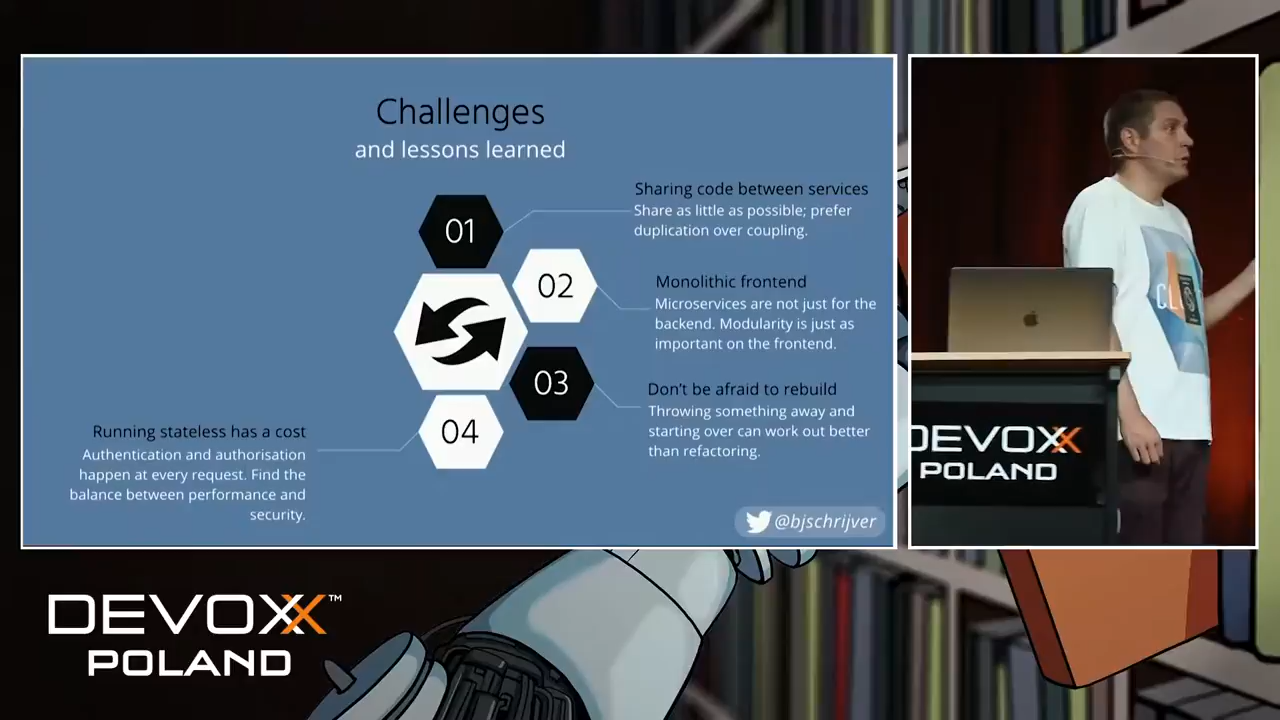 Challenges
and lessons learned
01
Sharing code between services
Share as little as possible; prefer
duplication over coupling.
02
Monolithic frontend
Microservices are not just for the
backend. Modularity is just as
important on the frontend.
03
Don't be afraid to rebuild
Throwing something away and
starting over can work out better
than refactoring.
04
Running stateless has a cost
Authentication and authorisation
happen at every request. Find the
balance between performance and
security.
@bjschrijver
DEVOXX
POLAND
DEVOXX™
POLAND